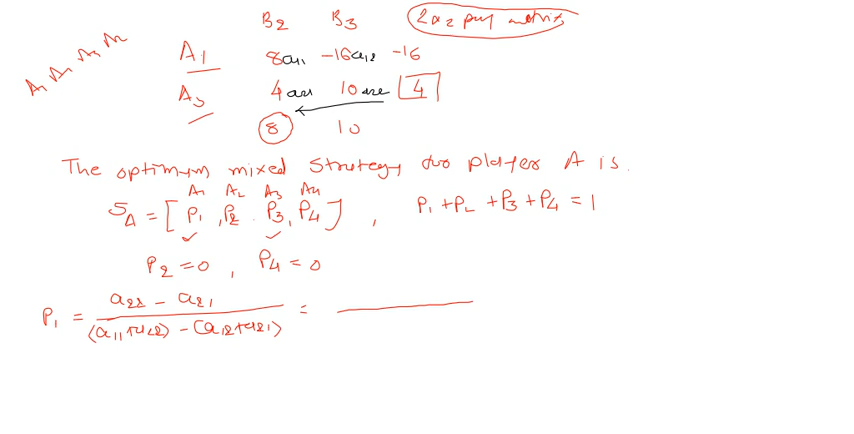 B2 B3 2x2 pay matrix
A1 A2 A3 A4
A1 8a11 -16a12 -16
A3 4a21 10a22 4
8 10
The optimum mixed strategy for player A is.
A1 A2 A3 A4
SA = [P1, P2, P3, P4], P1 + P2 + P3 + P4 = 1
P2 = 0, P4 = 0
P1 = a22 - a21 / (a11+a22) - (a12+a21) =